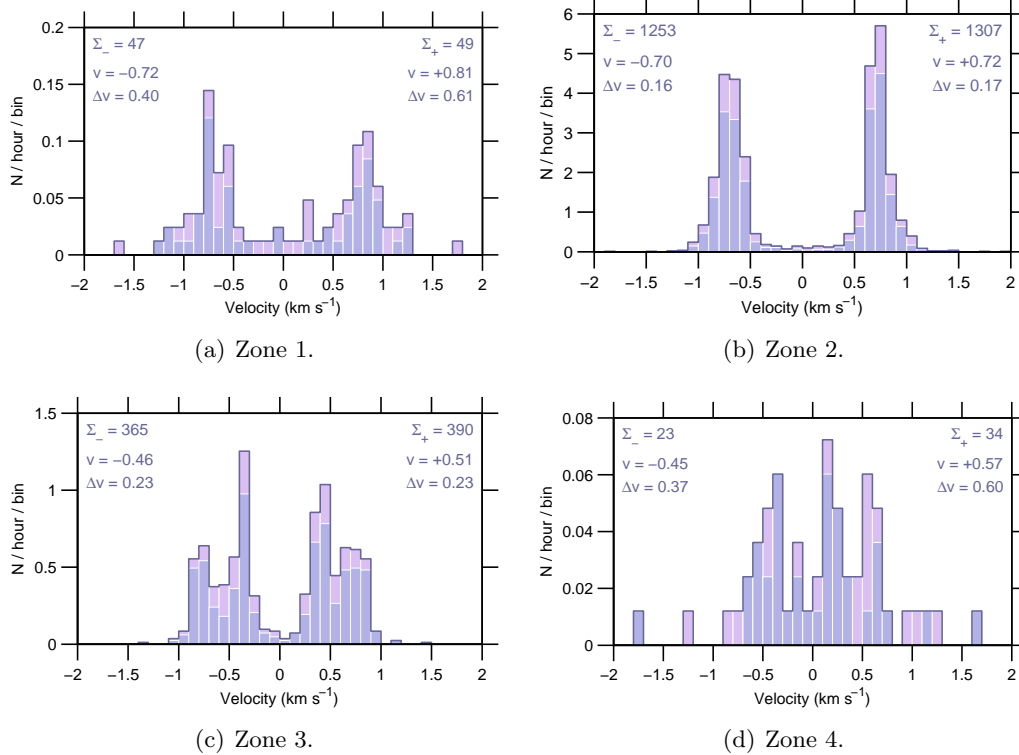 0.2
0.15
0.1
0.05
0
N / hour / bin
Σ− = 47
v = −0.72
Δv = 0.40
Σ+ = 49
v = +0.81
Δv = 0.61
−2 −1.5 −1 −0.5 0 0.5 1 1.5 2
Velocity (km s⁻¹)
(a) Zone 1.
6
5
4
3
2
1
0
N / hour / bin
Σ− = 1253
v = −0.70
Δv = 0.16
Σ+ = 1307
v = +0.72
Δv = 0.17
−2 −1.5 −1 −0.5 0 0.5 1 1.5 2
Velocity (km s⁻¹)
(b) Zone 2.
1.5
1
0.5
0
N / hour / bin
Σ− = 365
v = −0.46
Δv = 0.23
Σ+ = 390
v = +0.51
Δv = 0.23
−2 −1.5 −1 −0.5 0 0.5 1 1.5 2
Velocity (km s⁻¹)
(c) Zone 3.
0.08
0.06
0.04
0.02
0
N / hour / bin
Σ− = 23
v = −0.45
Δv = 0.37
Σ+ = 34
v = +0.57
Δv = 0.60
−2 −1.5 −1 −0.5 0 0.5 1 1.5 2
Velocity (km s⁻¹)
(d) Zone 4.